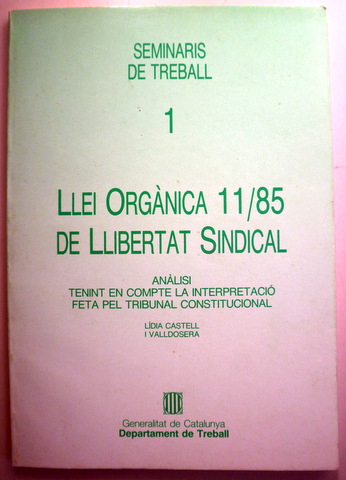 SEMINARIS
DE TREBALL
1
LLEI ORGÀNICA 11/85
DE LLIBERTAT SINDICAL
ANÀLISI
TENINT EN COMPTE LA INTERPRETACIÓ
FETA PEL TRIBUNAL CONSTITUCIONAL
LÍDIA CASTELL
I VALLDOSERA
Generalitat de Catalunya
Departament de Treball